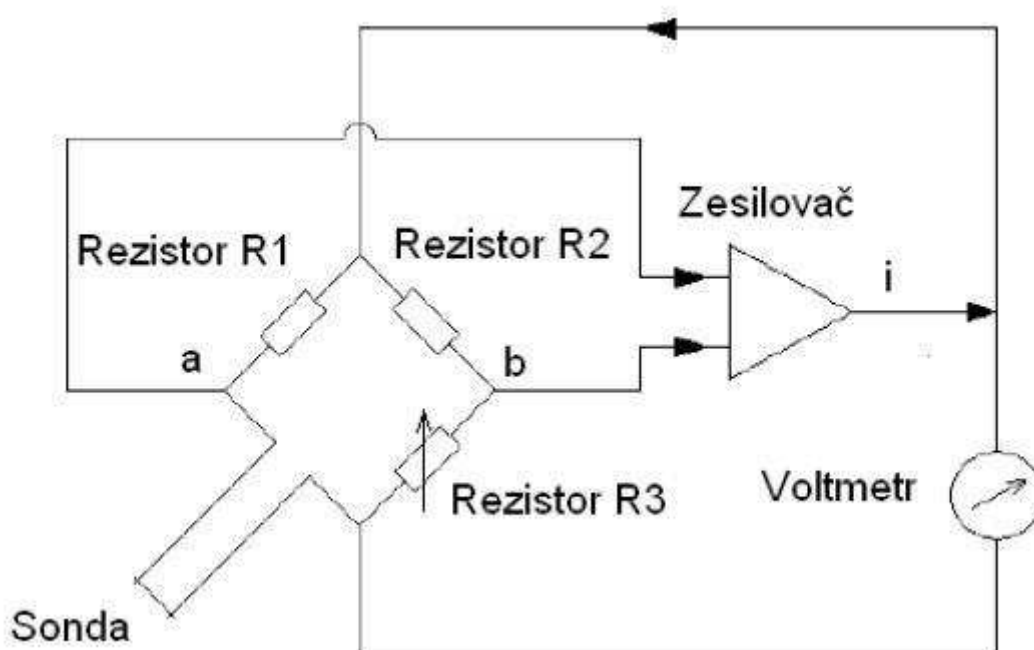 Zesilovač
Rezistor R1
Rezistor R2
i
a
b
Rezistor R3
Voltmetr
Sonda